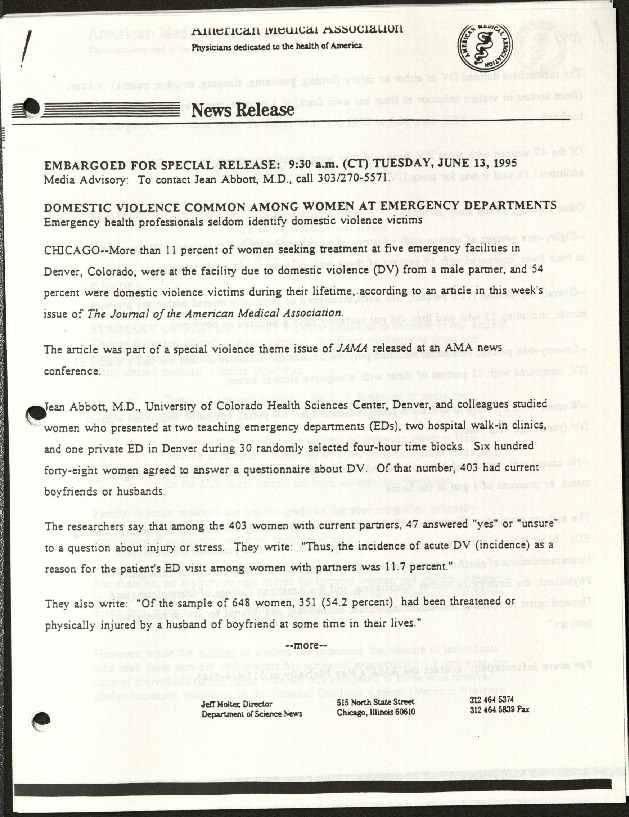 American Medical Association
Physicians dedicated to the health of America
AMERICAN MEDICAL ASSOCIATION
News Release
EMBARGOED FOR SPECIAL RELEASE: 9:30 a.m. (CT) TUESDAY, JUNE 13, 1995
Media Advisory: To contact Jean Abbott, M.D., call 303/270-5571.
DOMESTIC VIOLENCE COMMON AMONG WOMEN AT EMERGENCY DEPARTMENTS
Emergency health professionals seldom identify domestic violence victims
CHICAGO--More than 11 percent of women seeking treatment at five emergency facilities in
Denver, Colorado, were at the facility due to domestic violence (DV) from a male partner, and 54
percent were domestic violence victims during their lifetime, according to an article in this week's
issue of The Journal of the American Medical Association.
The article was part of a special violence theme issue of JAMA released at an AMA news
conference.
Jean Abbott, M.D., University of Colorado Health Sciences Center, Denver, and colleagues studied
women who presented at two teaching emergency departments (EDs), two hospital walk-in clinics,
and one private ED in Denver during 30 randomly selected four-hour time blocks. Six hundred
forty-eight women agreed to answer a questionnaire about DV. Of that number, 403 had current
boyfriends or husbands.
The researchers say that among the 403 women with current partners, 47 answered "yes" or "unsure"
to a question about injury or stress. They write: "Thus, the incidence of acute DV (incidence) as a
reason for the patient's ED visit among women with partners was 11.7 percent."
They also write: "Of the sample of 648 women, 351 (54.2 percent) had been threatened or
physically injured by a husband of boyfriend at some time in their lives."
--more--
Jeff Molter, Director 515 North State Street 312 464 5374
Department of Science News Chicago, Illinois 60610 312 464 5839 Fax